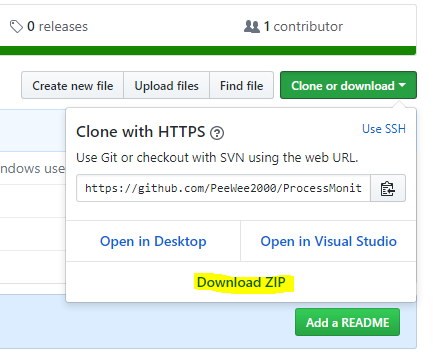 0 releases
1 contributor
Create new file
Upload files
Find file
Clone or download
Clone with HTTPS
Use SSH
Use Git or checkout with SVN using the web URL.
https://github.com/PeeWee2000/ProcessMonit
ndows use
Open in Desktop
Open in Visual Studio
Download ZIP
Add a README